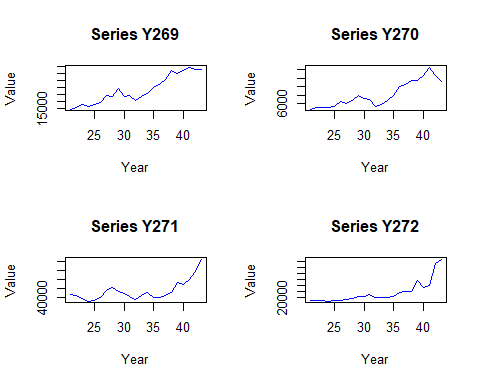 Series Y269
Value
15000
25 30 35 40
Year
Series Y270
Value
6000
25 30 35 40
Year
Series Y271
Value
40000
25 30 35 40
Year
Series Y272
Value
20000
25 30 35 40
Year